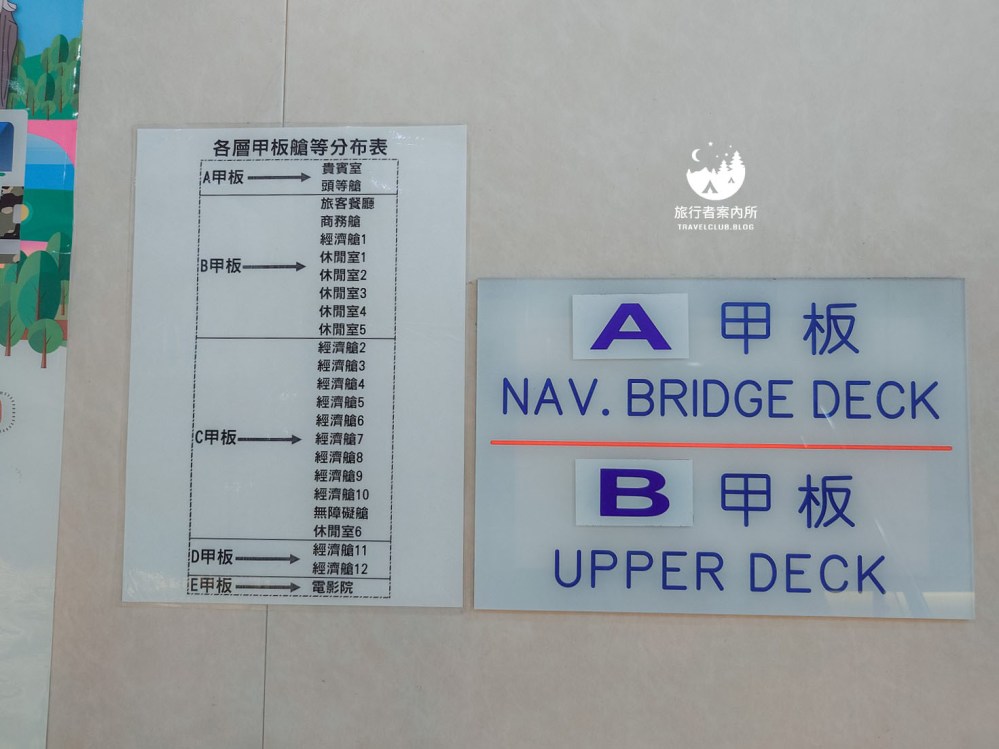 各層甲板艙等分布表
A甲板
貴賓室
頭等艙
B甲板
旅客餐廳
商務艙
經濟艙1
休閒室1
休閒室2
休閒室3
休閒室4
休閒室5
C甲板
經濟艙2
經濟艙3
經濟艙4
經濟艙5
經濟艙6
經濟艙7
經濟艙8
經濟艙9
經濟艙10
無障礙艙
休閒室6
D甲板
經濟艙11
經濟艙12
E甲板
電影院
旅行者案內所
TRAVELCLUB.BLOG
A 甲板
NAV. BRIDGE DECK
B 甲板
UPPER DECK